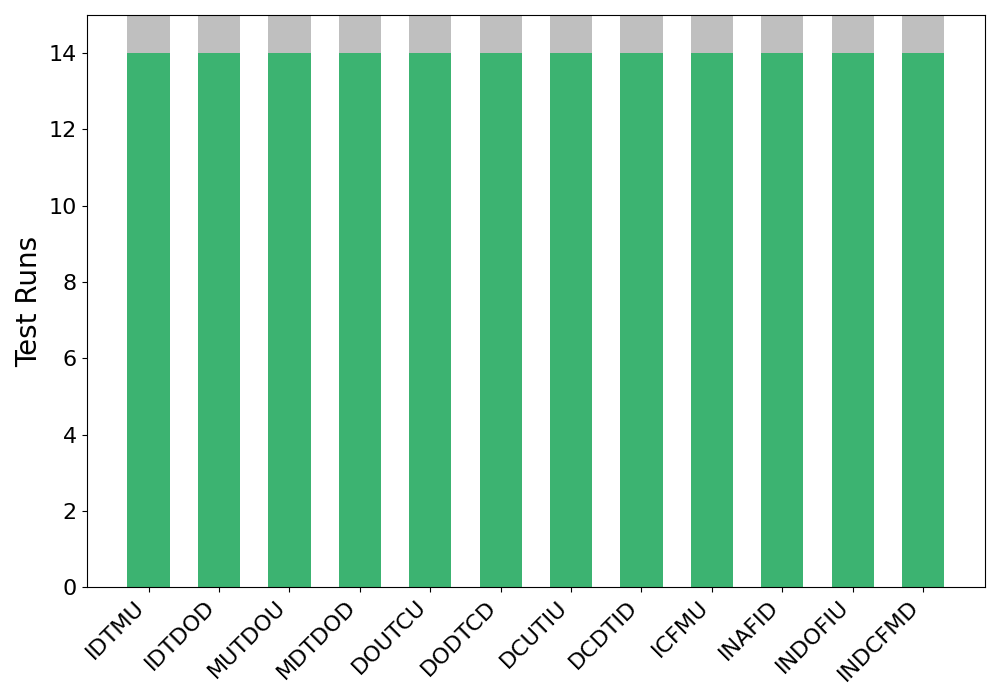 Test Runs
14
12
10
8
6
4
2
0
IDTMU
IDTDOD
MUTDOU
MDTDOD
DOUTCU
DODTCD
DCUTIU
DCDTID
ICFMU
INAFID
INDOFIU
INDCFMD